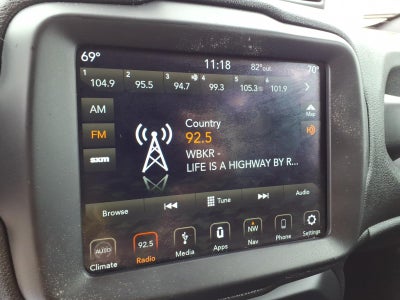 69°
11:18
82°out
70°
1 2 3 4 5 6
104.9 95.5 94.7 99.3 105.3 101.9
AM
FM
sxm
Country
92.5
WBKR -
LIFE IS A HIGHWAY BY R...
Map
Browse
Tune
Audio
AUTO
92.5
NW
Climate Radio Media Apps Nav Phone Settings